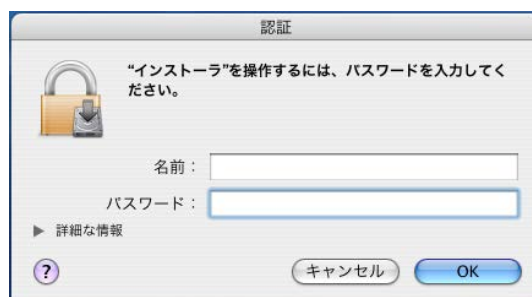 認証
“インストーラ”を操作するには、パスワードを入力してく
ださい。
名前：
パスワード：
▶ 詳細な情報
?
キャンセル
OK